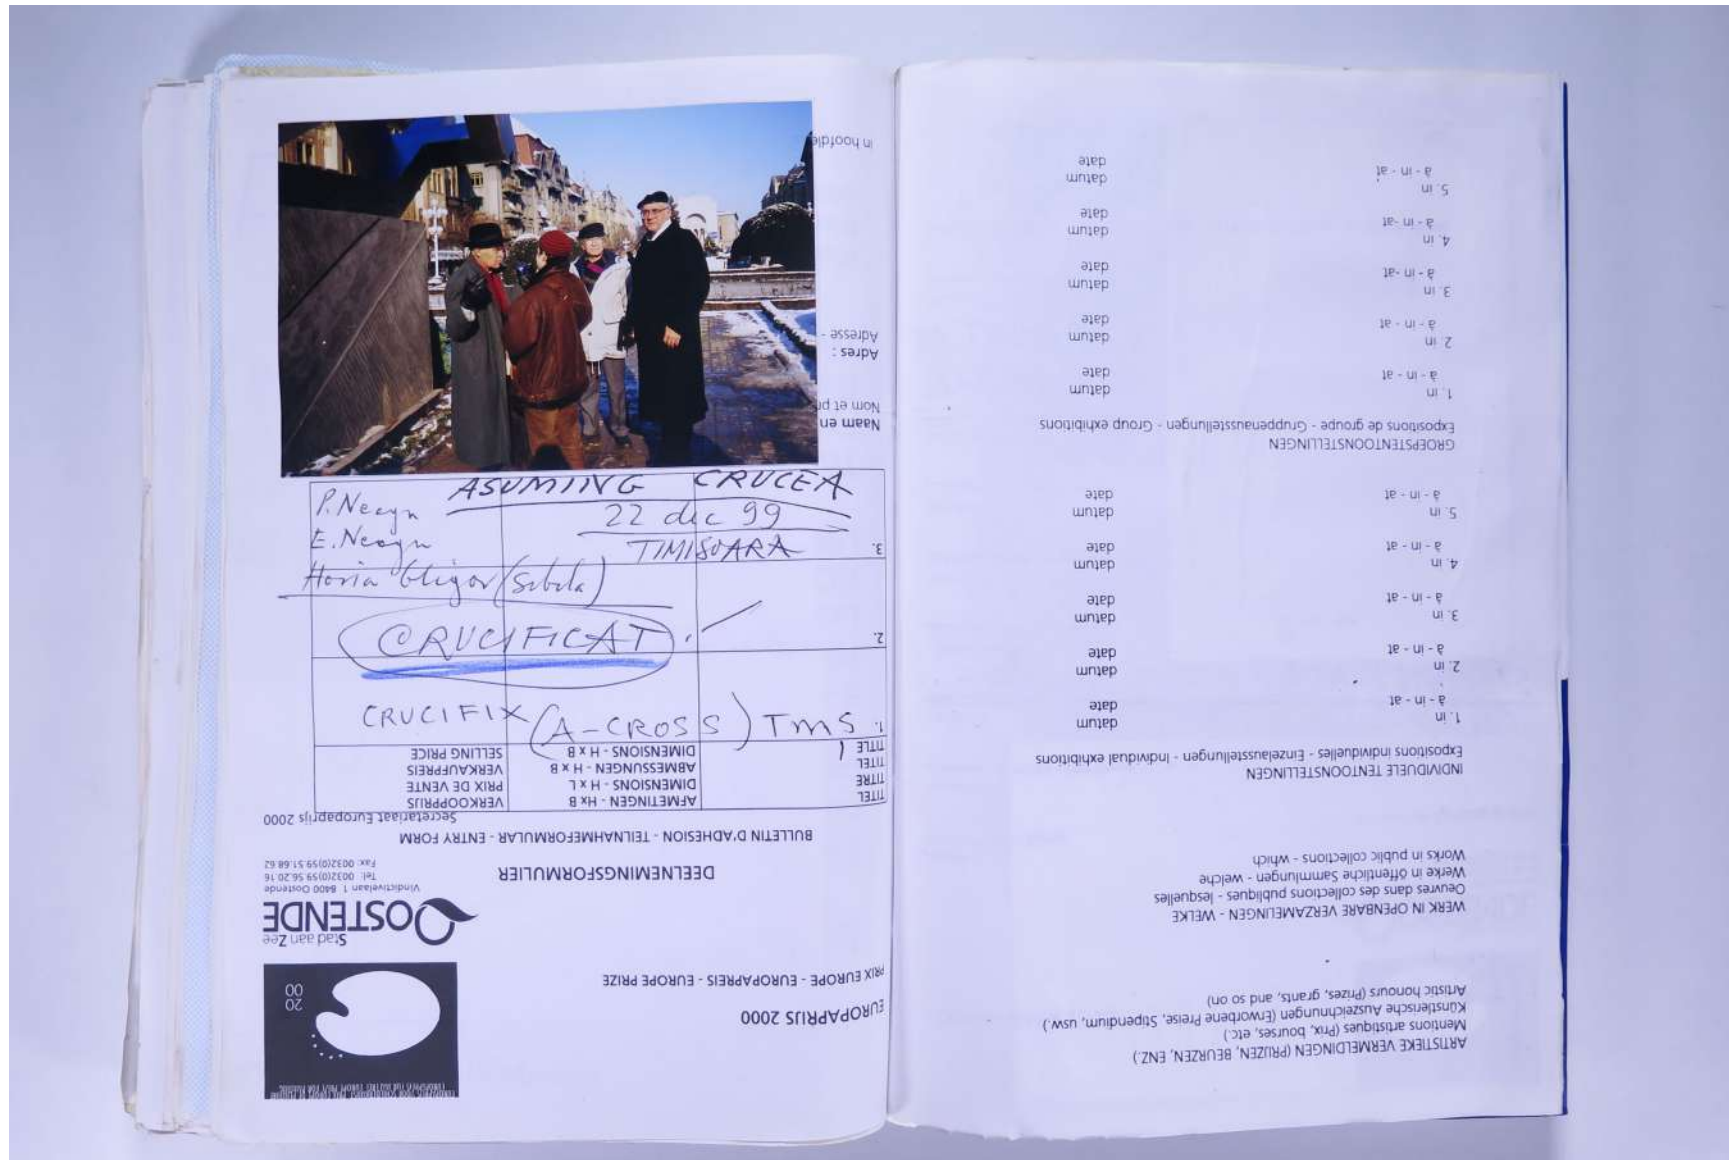 ASUMING CRUCEA
P. Neagu
22 dec 99
E. Neagu
TIMISOARA
Horia Gligor
CRUCIFICAT.
CRUCIFIX (A-CROSS) TMS
in hoofdle
Adresse -
Adres :
Nom et pr
Naam en
EUROPAPRIJS 2000
PRIX EUROPE - EUROPAPREIS - EUROPE PRIZE
20
00
Stad aan Zee
OOSTENDE
Vindictivelaan 1 8400 Oostende
Tel: 0032(0)59.56.20.16
Fax: 0032(0)59.51.68.62
DEELNEMINGSFORMULIER
BULLETIN D'ADHESION - TEILNAHMEFORMULAR - ENTRY FORM
Secretariaat Europaprijs 2000
TITEL AFMETINGEN - HxB VERKOOPPRIJS
TITRE DIMENSIONS - H x L PRIX DE VENTE
TITEL ABMESSUNGEN - H x B VERKAUFPREIS
TITLE DIMENSIONS - H x B SELLING PRICE
1.
2.
3.
ARTISTIEKE VERMELDINGEN (PRIJZEN, BEURZEN, ENZ.)
Mentions artistiques (Prix, bourses, etc.)
Künstlerische Auszeichnungen (Erworbene Preise, Stipendium, usw.)
Artistic honours (Prizes, grants, and so on)
WERK IN OPENBARE VERZAMELINGEN - WELKE
Oeuvres dans des collections publiques - lesquelles
Werke in öffentliche Sammlungen - welche
Works in public collections - which
INDIVIDUELE TENTOONSTELLINGEN
Expositions individuelles - Einzelausstellungen - Individual exhibitions
1. in datum
à - in - at date
2. in datum
à - in - at date
3. in datum
à - in - at date
4. in datum
à - in - at date
5. in datum
à - in - at date
GROEPSTENTOONSTELLINGEN
Expositions de groupe - Gruppenausstellungen - Group exhibitions
1. in datum
à - in - at date
2. in datum
à - in - at date
3. in datum
à - in -at date
4. in datum
à - in -at date
5. in datum
à - in - at date